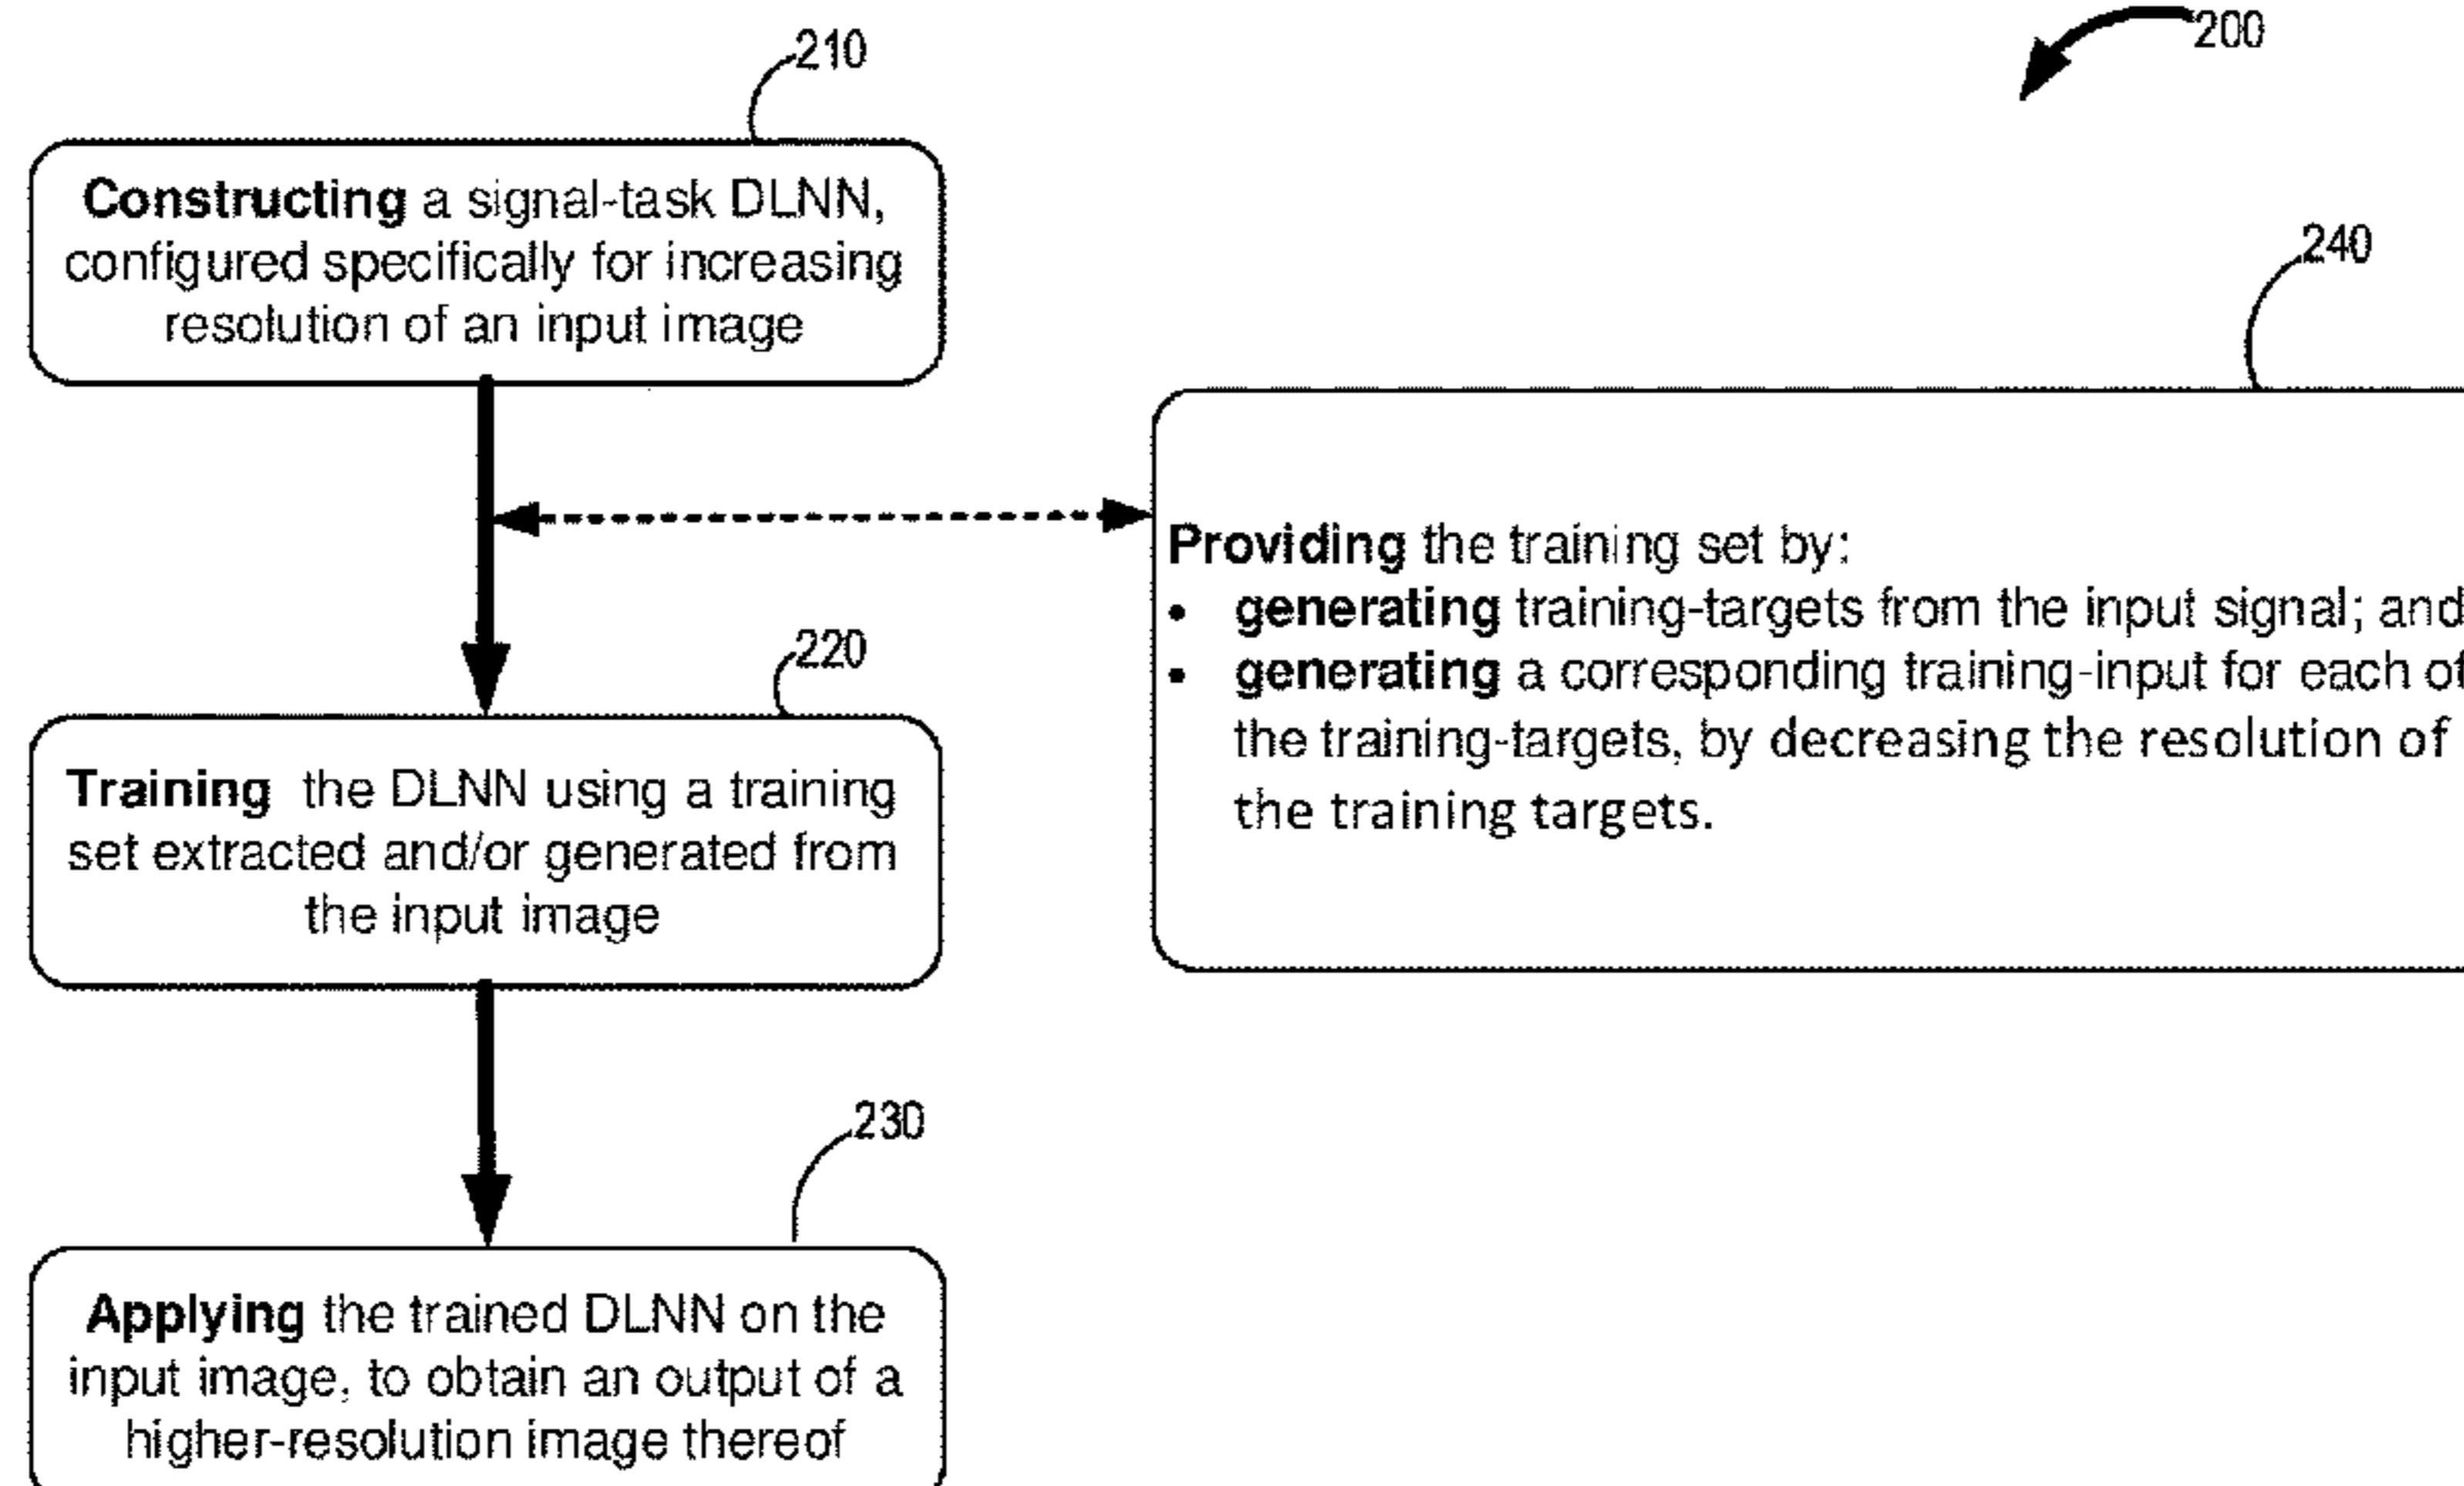 200
210
Constructing a signal-task DLNN,
configured specifically for increasing
resolution of an input image
240
Providing the training set by:
• generating training-targets from the input signal; and
• generating a corresponding training-input for each of
the training-targets, by decreasing the resolution of
the training targets.
220
Training the DLNN using a training
set extracted and/or generated from
the input image
230
Applying the trained DLNN on the
input image, to obtain an output of a
higher-resolution image thereof